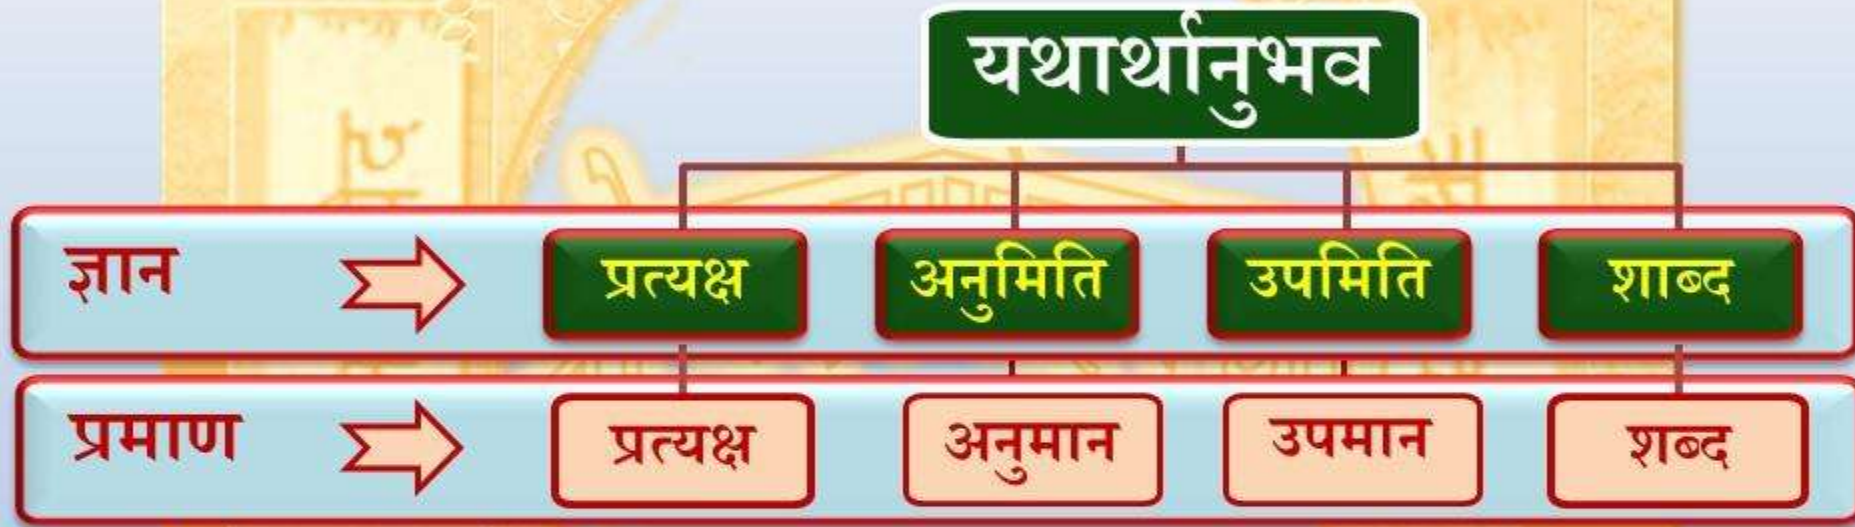 यथार्थानुभव
ज्ञान प्रत्यक्ष अनुमिति उपमिति शाब्द
प्रमाण प्रत्यक्ष अनुमान उपमान शब्द